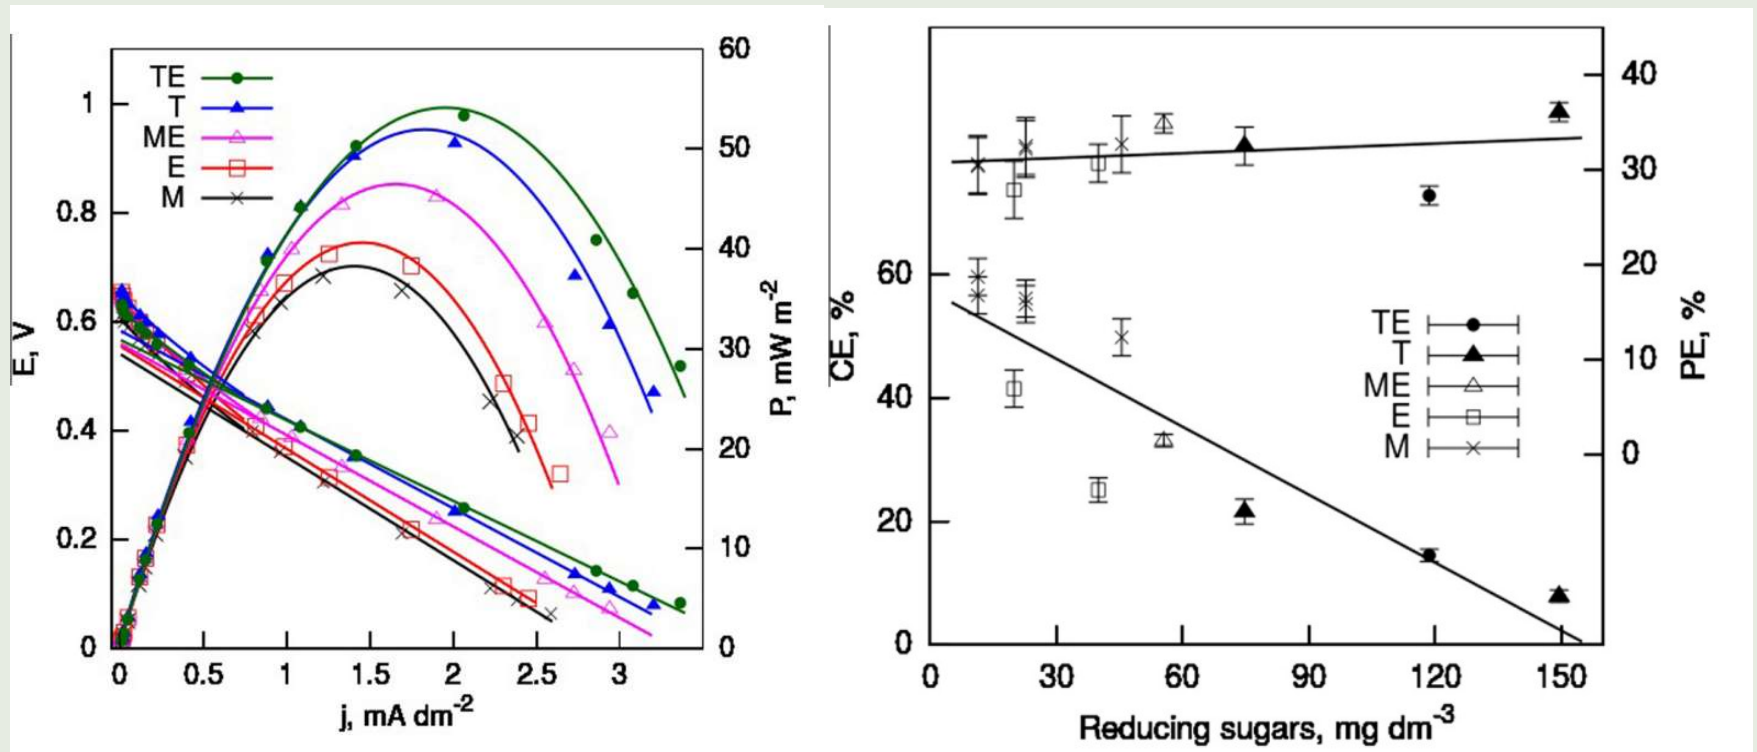 TE
T
ME
E
M
E, V
1
0.8
0.6
0.4
0.2
0
60
50
40
30
20
10
0
P, mW m-2
0 0.5 1 1.5 2 2.5 3
j, mA dm-2
CE, %
60
40
20
0
40
30
20
10
0
PE, %
TE
T
ME
E
M
0 30 60 90 120 150
Reducing sugars, mg dm-3